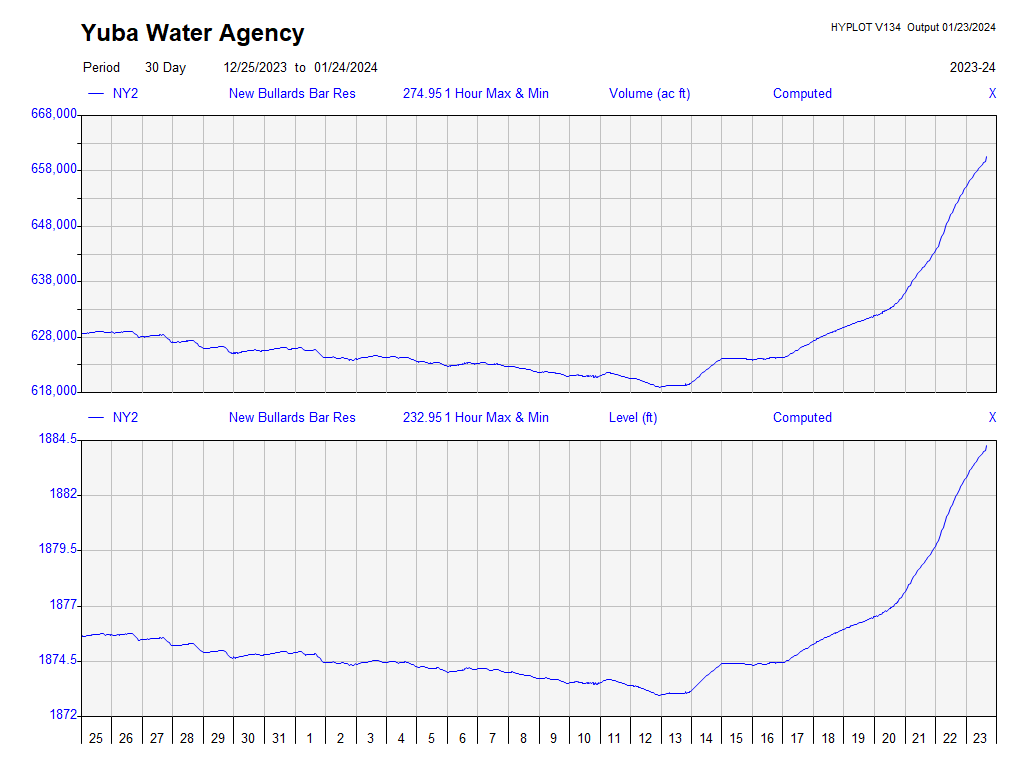 Yuba Water Agency
HYPLOT V134 Output 01/23/2024
Period 30 Day 12/25/2023 to 01/24/2024 2023-24
NY2 New Bullards Bar Res 274.95 1 Hour Max & Min Volume (ac ft) Computed X
668,000
658,000
648,000
638,000
628,000
618,000
NY2 New Bullards Bar Res 232.95 1 Hour Max & Min Level (ft) Computed X
1884.5
1882
1879.5
1877
1874.5
1872
25 26 27 28 29 30 31 1 2 3 4 5 6 7 8 9 10 11 12 13 14 15 16 17 18 19 20 21 22 23